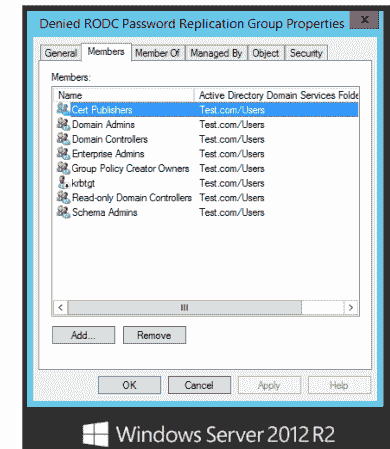 Denied RODC Password Replication Group Properties
x
General Members Member Of Managed By Object Security
Members:
Name Active Directory Domain Services Folde
Cert Publishers Test.com/Users
Domain Admins Test.com/Users
Domain Controllers Test.com/Users
Enterprise Admins Test.com/Users
Group Policy Creator Owners Test.com/Users
krbtgt Test.com/Users
Read-only Domain Controllers Test.com/Users
Schema Admins Test.com/Users
Add... Remove
OK Cancel Apply Help
Windows Server 2012 R2